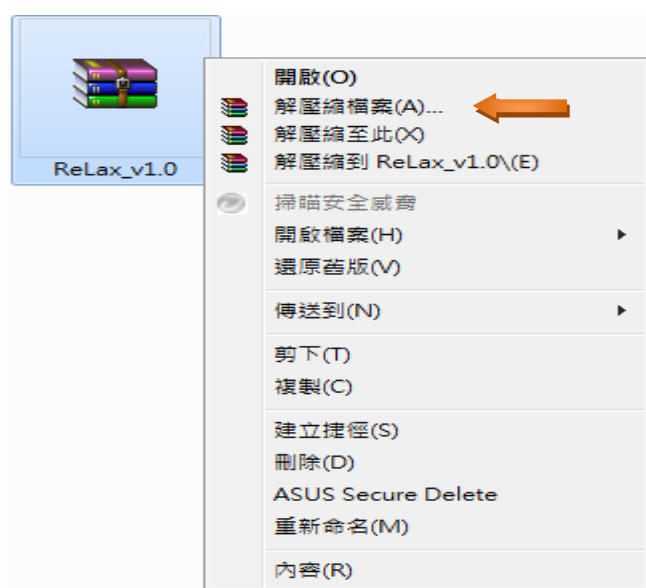 ReLax_v1.0
開啟(O)
解壓縮檔案(A)...
解壓縮至此(X)
解壓縮到 ReLax_v1.0\(E)
掃瞄安全威脅
開啟檔案(H)
還原舊版(V)
傳送到(N)
剪下(T)
複製(C)
建立捷徑(S)
刪除(D)
ASUS Secure Delete
重新命名(M)
內容(R)